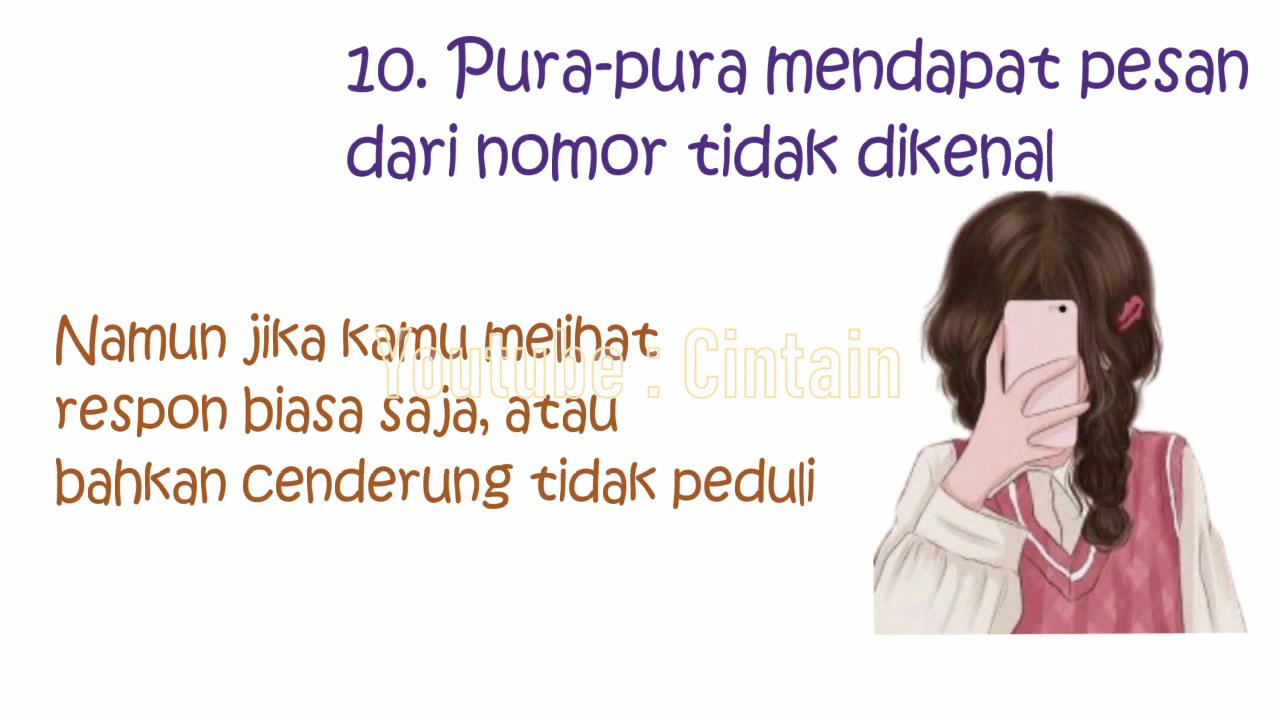 10. Pura-pura mendapat pesan
dari nomor tidak dikenal
Namun jika kamu melihat
respon biasa saja, atau
bahkan cenderung tidak peduli
Youtube : Cintain